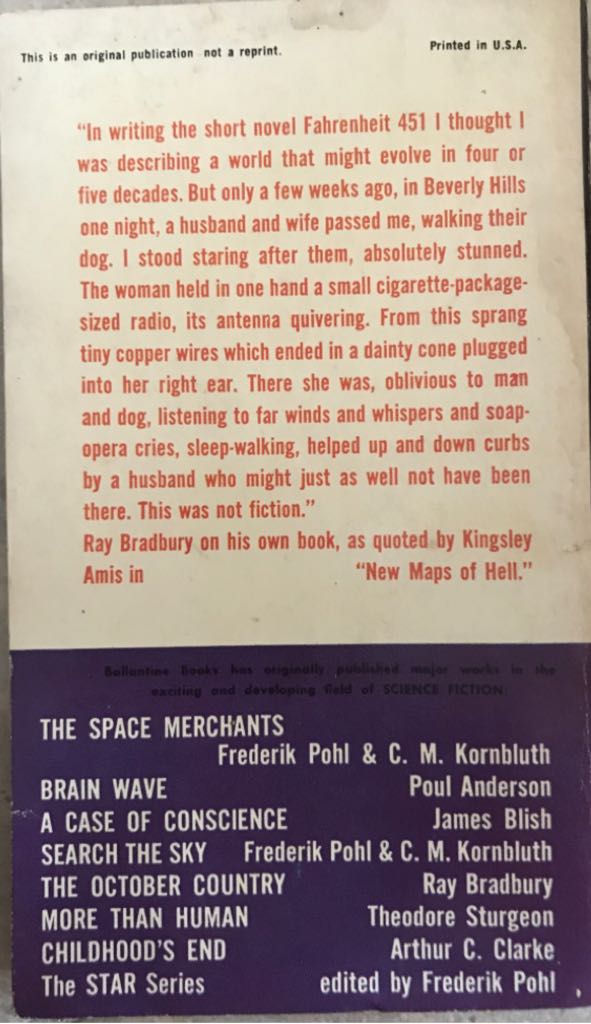 This is an original publication not a reprint.
Printed in U.S.A.
“In writing the short novel Fahrenheit 451 I thought I
was describing a world that might evolve in four or
five decades. But only a few weeks ago, in Beverly Hills
one night, a husband and wife passed me, walking their
dog. I stood staring after them, absolutely stunned.
The woman held in one hand a small cigarette-package-
sized radio, its antenna quivering. From this sprang
tiny copper wires which ended in a dainty cone plugged
into her right ear. There she was, oblivious to man
and dog, listening to far winds and whispers and soap-
opera cries, sleep-walking, helped up and down curbs
by a husband who might just as well not have been
there. This was not fiction.”
Ray Bradbury on his own book, as quoted by Kingsley
Amis in “New Maps of Hell.”
Ballantine Books has originally published major works in the
exciting and developing field of SCIENCE FICTION:
THE SPACE MERCHANTS
Frederik Pohl & C. M. Kornbluth
BRAIN WAVE Poul Anderson
A CASE OF CONSCIENCE James Blish
SEARCH THE SKY Frederik Pohl & C. M. Kornbluth
THE OCTOBER COUNTRY Ray Bradbury
MORE THAN HUMAN Theodore Sturgeon
CHILDHOOD'S END Arthur C. Clarke
The STAR Series edited by Frederik Pohl